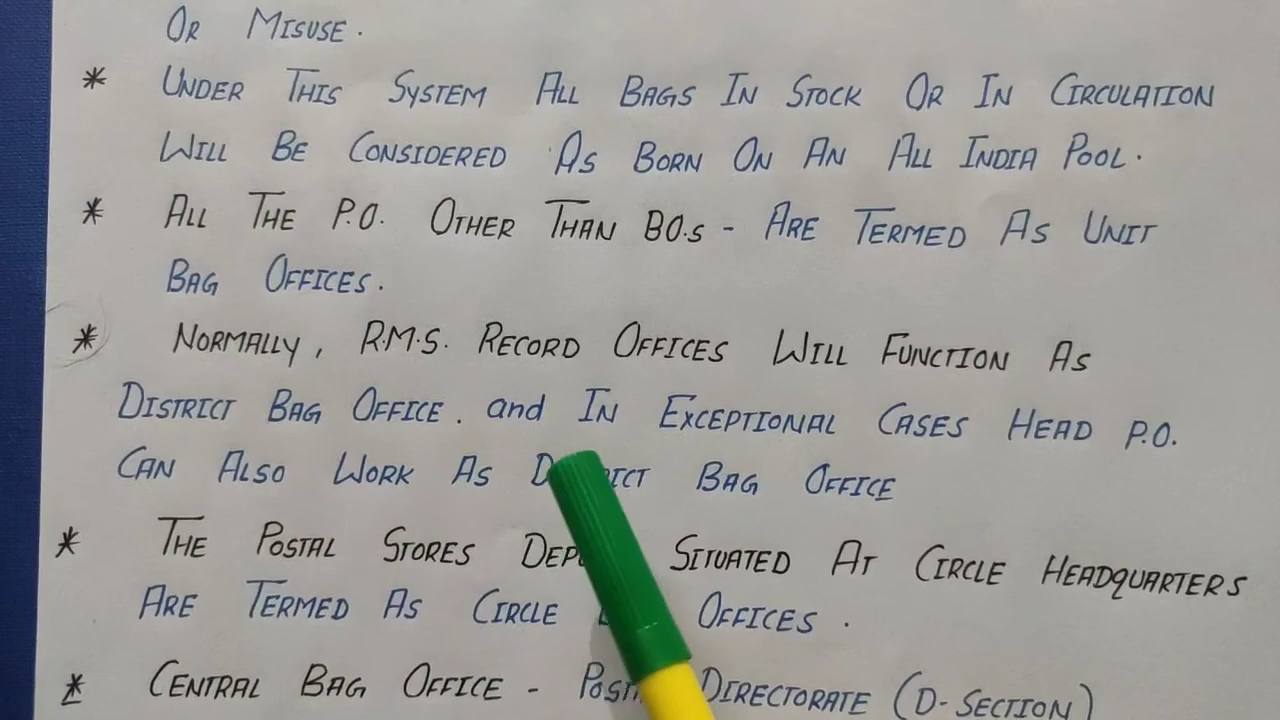 OR MISUSE.
* UNDER THIS SYSTEM ALL BAGS IN STOCK OR IN CIRCULATION
WILL BE CONSIDERED AS BORN ON AN ALL INDIA POOL.
* ALL THE P.O. OTHER THAN BO.s - ARE TERMED AS UNIT
BAG OFFICES.
* NORMALLY, R.M.S. RECORD OFFICES WILL FUNCTION AS
DISTRICT BAG OFFICE. and IN EXCEPTIONAL CASES HEAD P.O.
CAN ALSO WORK AS BAG OFFICE
* THE POSTAL STORES SITUATED AT CIRCLE HEADQUARTERS
ARE TERMED AS CIRCLE OFFICES.
* CENTRAL BAG OFFICE - DIRECTORATE (D-SECTION)